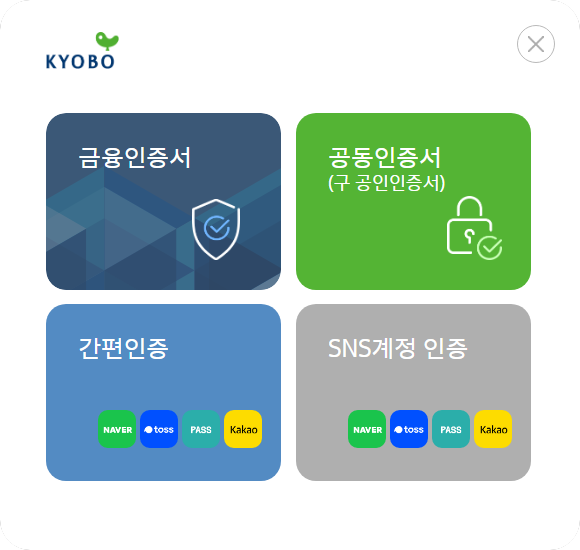 KYOBO
금융인증서
공동인증서
(구 공인인증서)
간편인증
NAVER toss PASS Kakao
SNS계정 인증
NAVER toss PASS Kakao